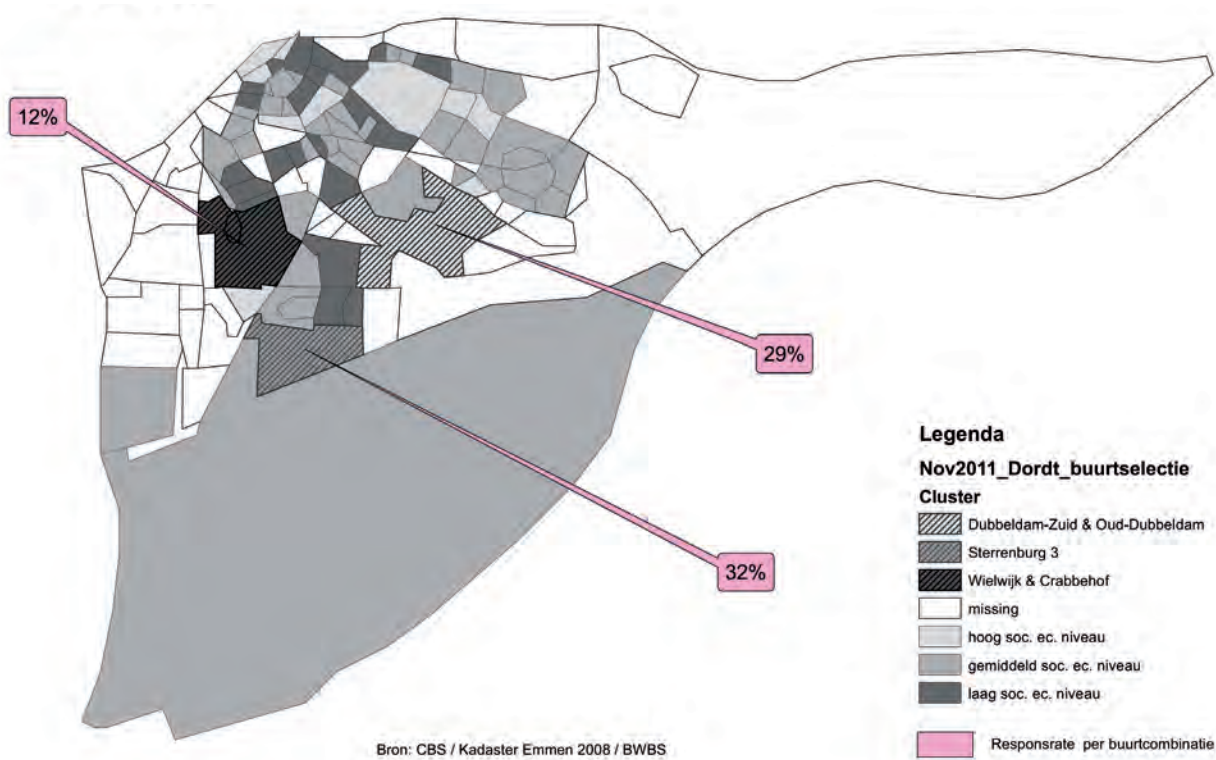 12%
29%
32%
Legenda
Nov2011_Dordt_buurtselectie
Cluster
Dubbeldam-Zuid & Oud-Dubbeldam
Sterrenburg 3
Wielwijk & Crabbehof
missing
hoog soc. ec. niveau
gemiddeld soc. ec. niveau
laag soc. ec. niveau
Responsrate per buurtcombinatie
Bron: CBS / Kadaster Emmen 2008 / BWBS